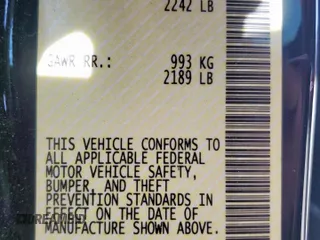 2242 LB
GAWR RR.: 993 KG
2189 LB
THIS VEHICLE CONFORMS TO
ALL APPLICABLE FEDERAL
MOTOR VEHICLE SAFETY,
BUMPER, AND THEFT
PREVENTION STANDARDS IN
EFFECT ON THE DATE OF
MANUFACTURE SHOWN ABOVE.